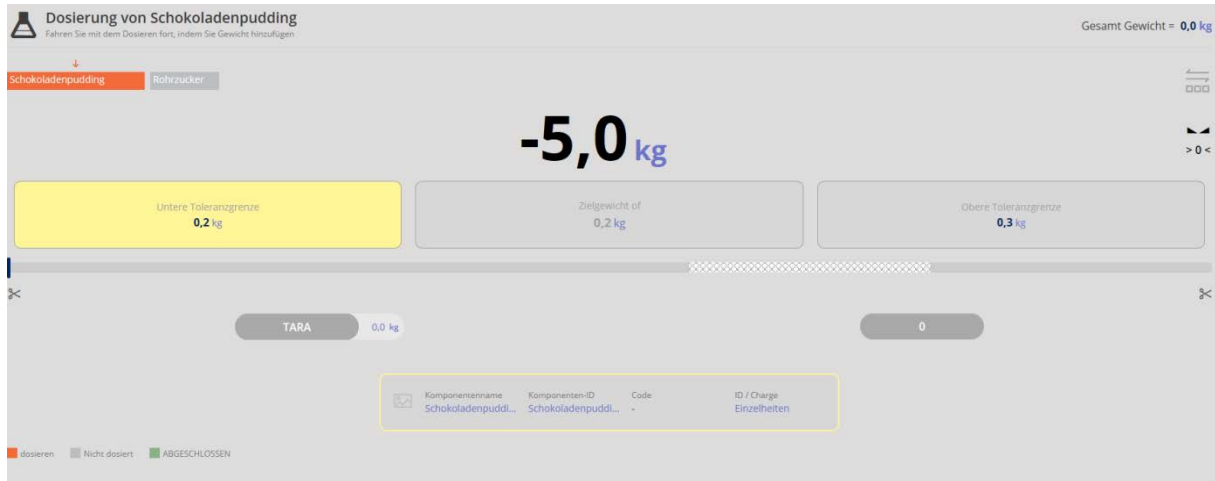 Dosierung von Schokoladenpudding
Fahren Sie mit dem Dosieren fort, indem Sie Gewicht hinzufügen
Gesamt Gewicht = 0,0 kg
Schokoladenpudding
Rohrzucker
-5,0 kg
> 0 <
Untere Toleranzgrenze
0,2 kg
Zielgewicht of
0,2 kg
Obere Toleranzgrenze
0,3 kg
TARA
0,0 kg
0
Komponentenname Komponenten-ID Code ID / Charge
Schokoladenpuddi... Schokoladenpuddi... - Einzelheiten
dosieren Nicht dosiert ABGESCHLOSSEN